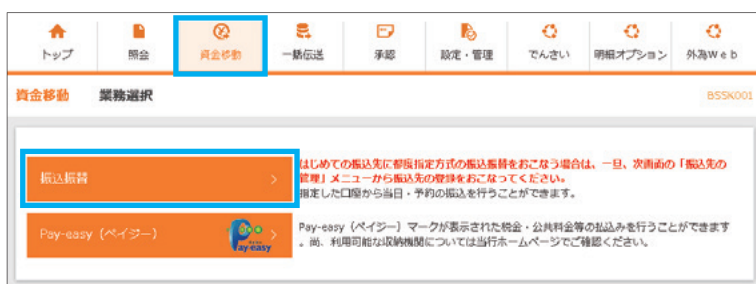 トップ 照会 資金移動 一括伝送 承認 設定・管理 でんさい 明細オプション 外為Web
資金移動 業務選択 BSSK001
振込振替
はじめての振込先に都度指定方式の振込振替をおこなう場合は、一旦、次画面の「振込先の
管理」メニューから振込先の登録をおこなってください。
指定した口座から当日・予約の振込を行うことができます。
Pay-easy（ペイジー）
Pay-easy
Pay-easy（ペイジー）マークが表示された税金・公共料金等の払込みを行うことができます
。尚、利用可能な収納機関については当行ホームページでご確認ください。